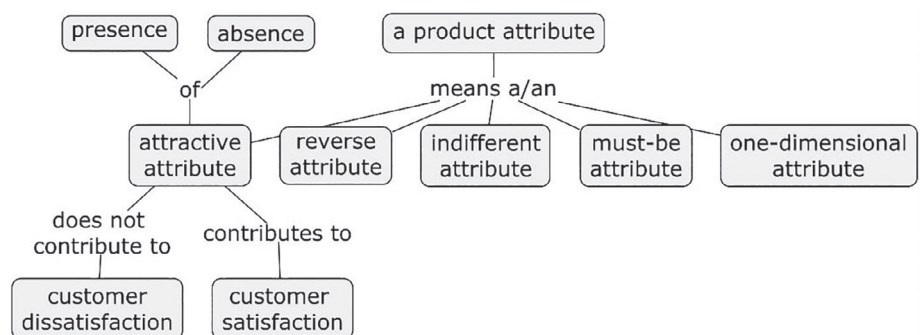 presence
absence
a product attribute
of
means a/an
attractive
attribute
reverse
attribute
indifferent
attribute
must-be
attribute
one-dimensional
attribute
does not
contribute to
contributes to
customer
dissatisfaction
customer
satisfaction